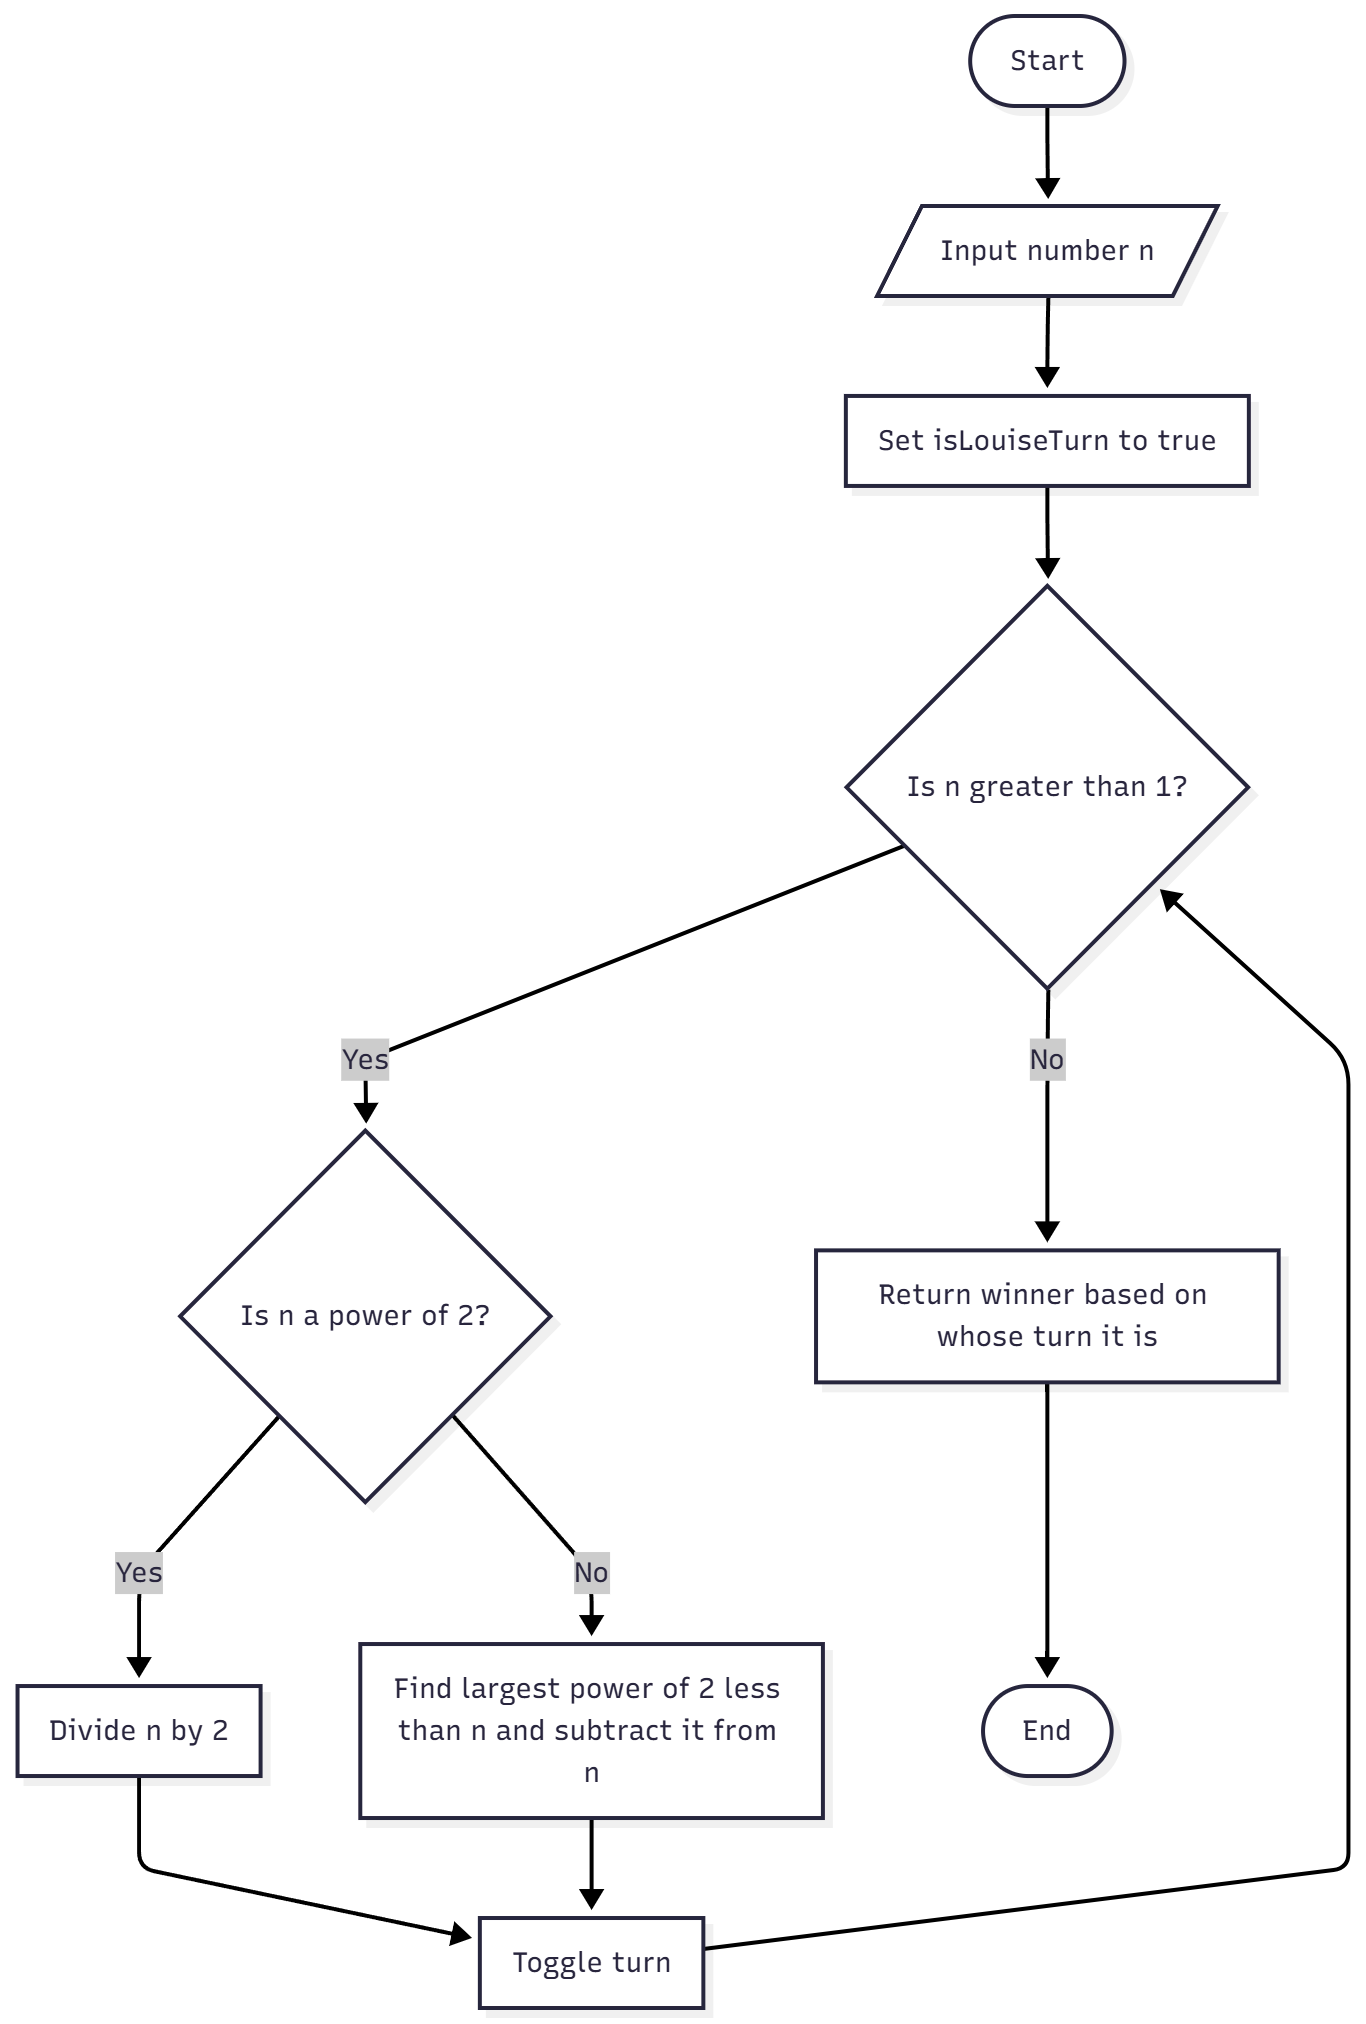 Start
Input number n
Set isLouiseTurn to true
Is n greater than 1?
Yes
No
Is n a power of 2?
Return winner based on
whose turn it is
Yes
No
Divide n by 2
Find largest power of 2 less
than n and subtract it from
n
End
Toggle turn